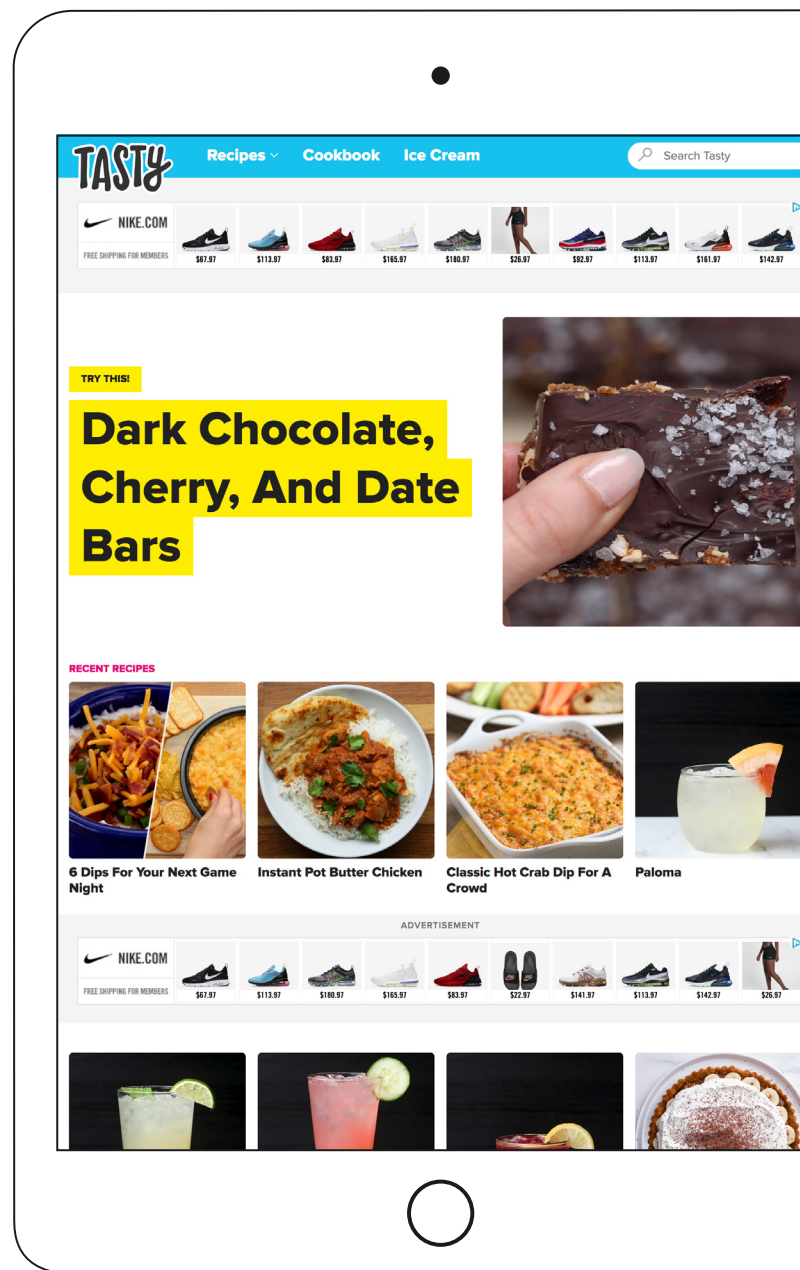 TASTY
Recipes Cookbook Ice Cream
Search Tasty
NIKE.COM
FREE SHIPPING FOR MEMBERS
$67.97 $113.97 $83.97 $165.97 $180.97 $26.97 $92.97 $113.97 $161.97 $142.97
TRY THIS!
Dark Chocolate,
Cherry, And Date
Bars
RECENT RECIPES
6 Dips For Your Next Game
Night
Instant Pot Butter Chicken
Classic Hot Crab Dip For A
Crowd
Paloma
ADVERTISEMENT
NIKE.COM
FREE SHIPPING FOR MEMBERS
$67.97 $113.97 $180.97 $165.97 $83.97 $22.97 $141.97 $113.97 $142.97 $26.97